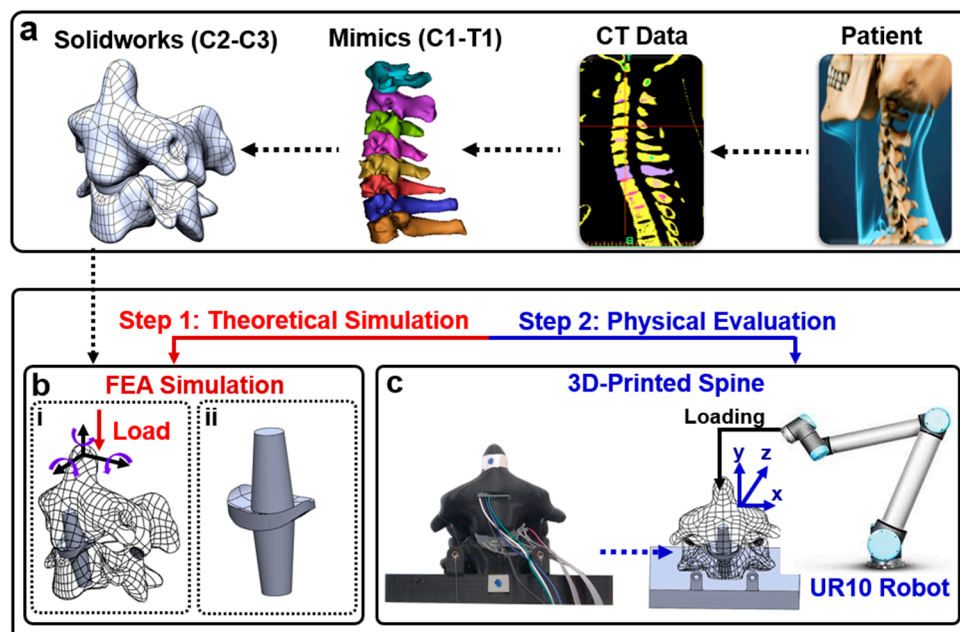 a
Solidworks (C2-C3)
Mimics (C1-T1)
CT Data
Patient
Step 1: Theoretical Simulation
Step 2: Physical Evaluation
b
FEA Simulation
i
Load
ii
c
3D-Printed Spine
Loading
y
z
x
UR10 Robot